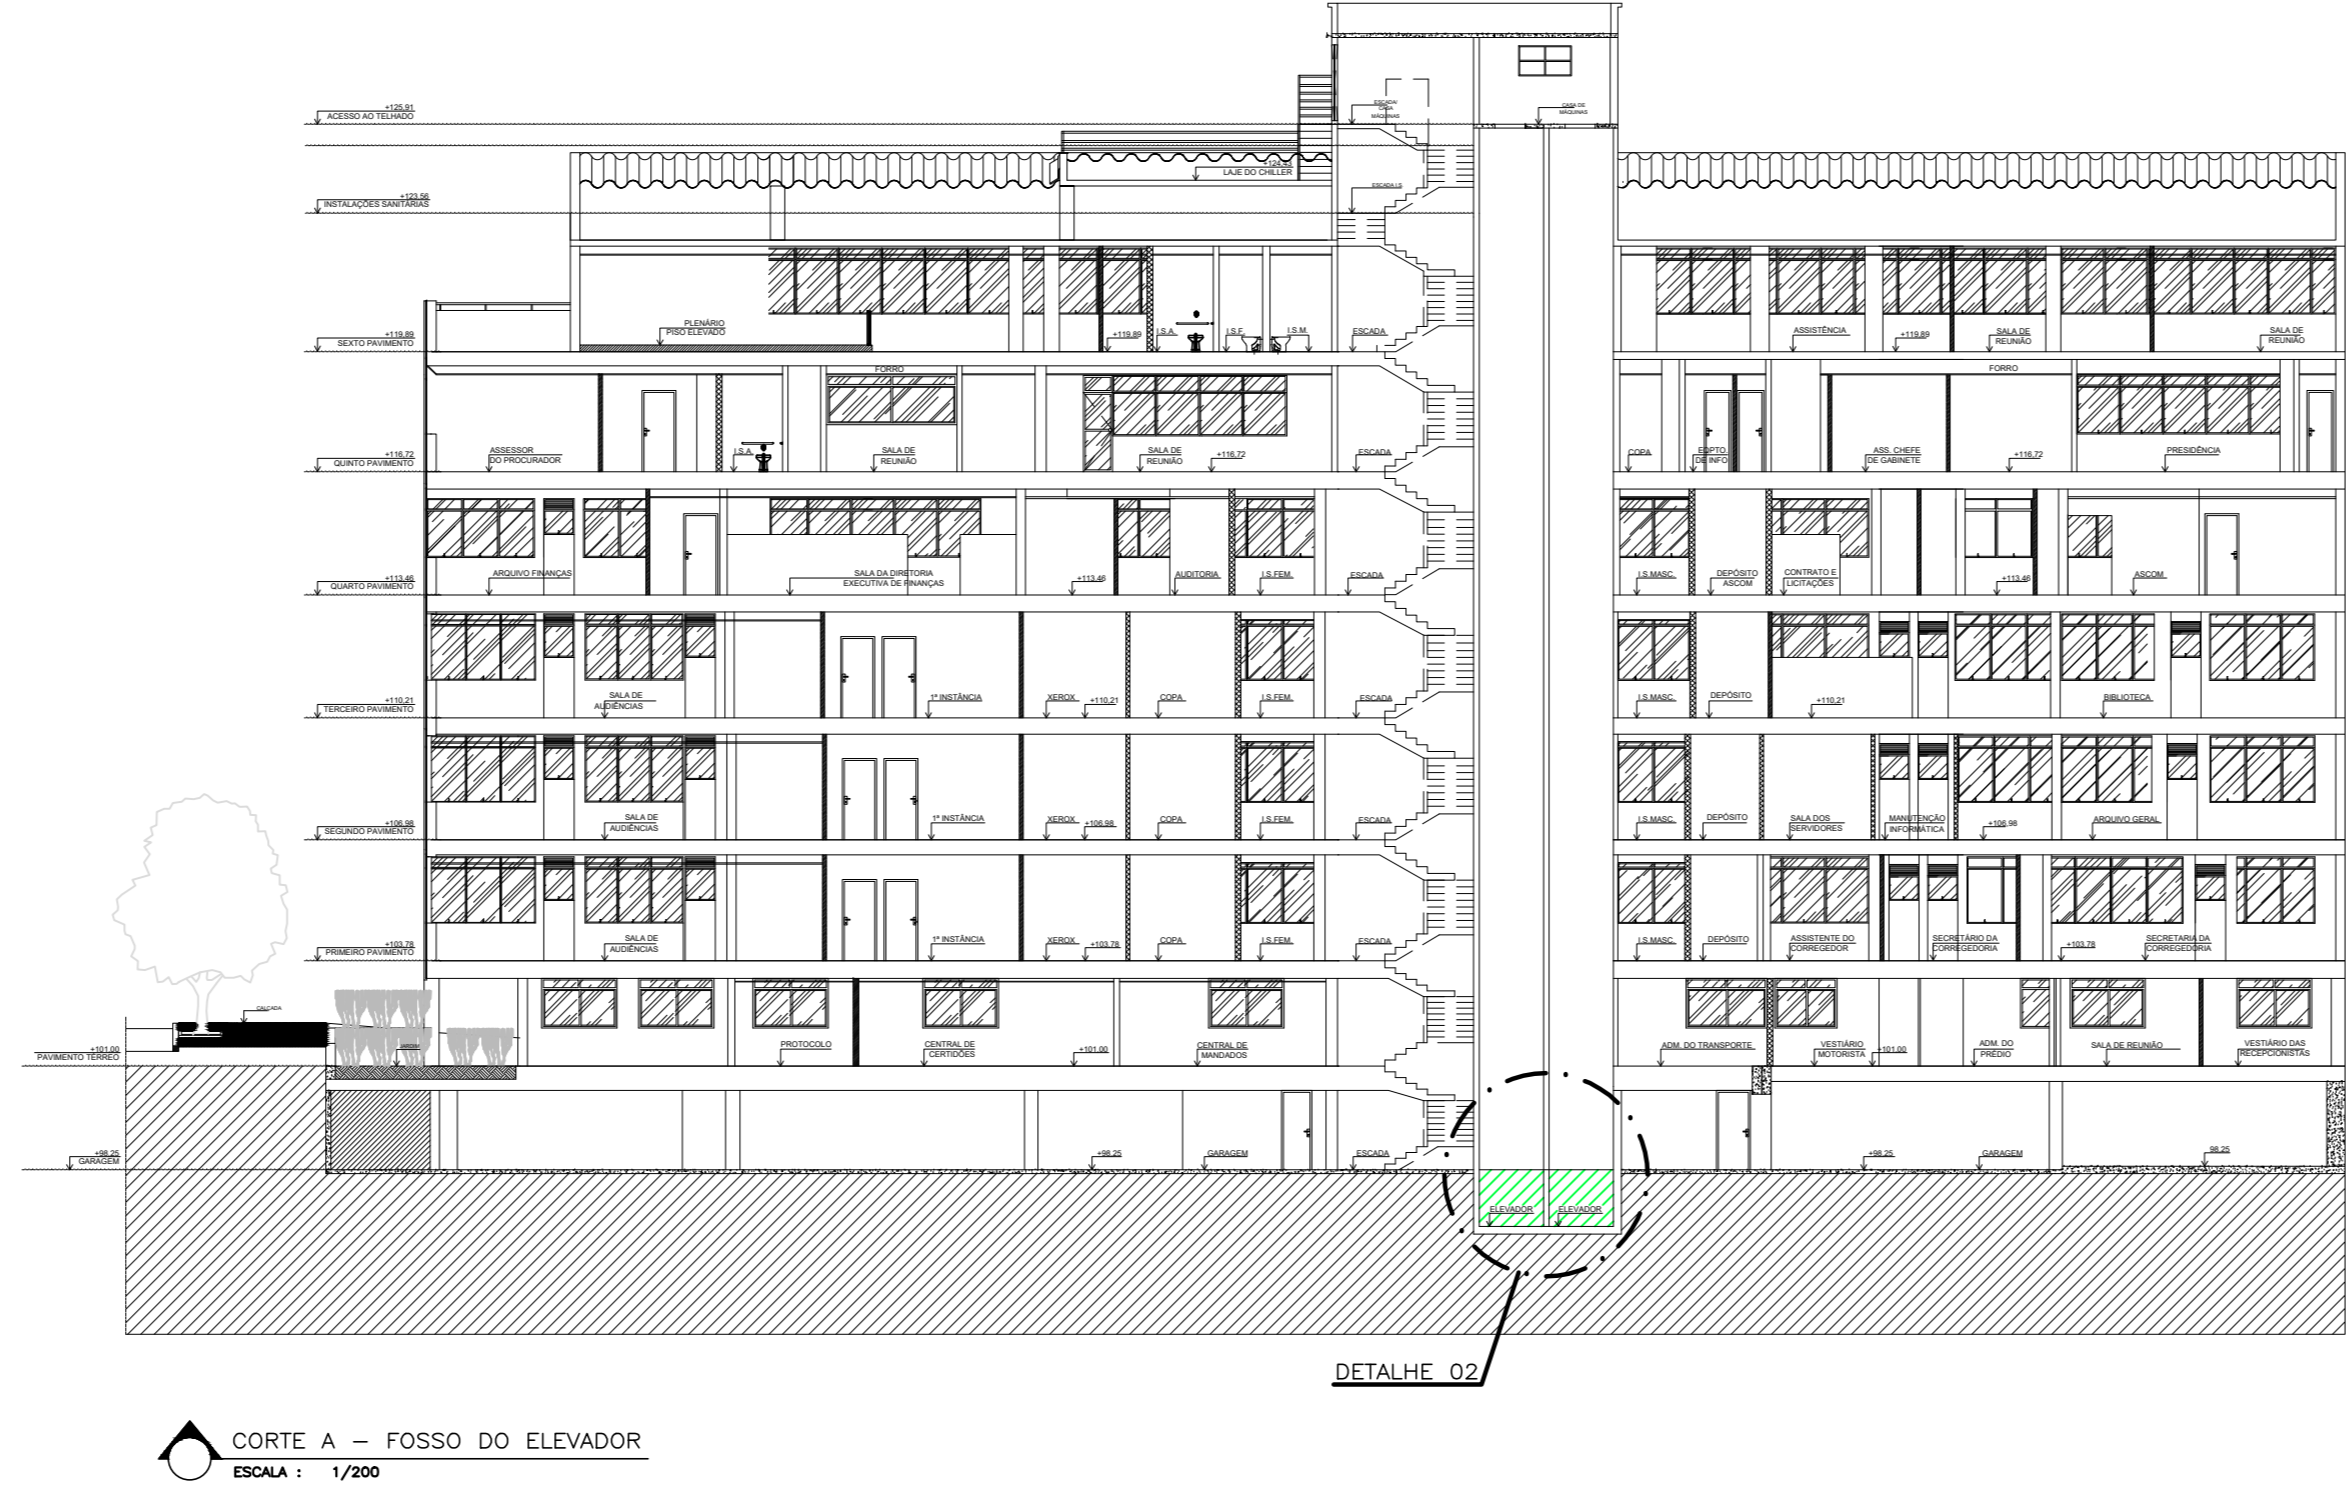 +125,91
ACESSO AO TELHADO
ESCADA/
CASA
MÁQUINAS
CASA DE
MÁQUINAS
+124,43
LAJE DO CHILLER
+123,56
INSTALAÇÕES SANITÁRIAS
ESCADA I.S.
+119,89
SEXTO PAVIMENTO
PLENÁRIO
PISO ELEVADO
+119,89
I.S.A.
I.S.F.
I.S.M.
ESCADA
ASSISTÊNCIA
+119,89
SALA DE
REUNIÃO
SALA DE
REUNIÃO
FORRO
FORRO
+116,72
QUINTO PAVIMENTO
ASSESSOR
DO PROCURADOR
I.S.A.
SALA DE
REUNIÃO
SALA DE
REUNIÃO
+116,72
ESCADA
COPA
EQPTO.
DE INFO
ASS. CHEFE
DE GABINETE
+116,72
PRESIDÊNCIA
+113,46
QUARTO PAVIMENTO
ARQUIVO FINANÇAS
SALA DA DIRETORIA
EXECUTIVA DE FINANÇAS
+113,46
AUDITORIA
I.S.FEM.
ESCADA
I.S.MASC.
DEPÓSITO
ASCOM
CONTRATO E
LICITAÇÕES
+113,46
ASCOM
+110,21
TERCEIRO PAVIMENTO
SALA DE
AUDIÊNCIAS
1ª INSTÂNCIA
XEROX
+110,21
COPA
I.S.FEM.
ESCADA
I.S.MASC.
DEPÓSITO
+110,21
BIBLIOTECA
+106,98
SEGUNDO PAVIMENTO
SALA DE
AUDIÊNCIAS
1ª INSTÂNCIA
XEROX
+106,98
COPA
I.S.FEM.
ESCADA
I.S.MASC.
DEPÓSITO
SALA DOS
SERVIDORES
MANUTENÇÃO
INFORMÁTICA
+106,98
ARQUIVO GERAL
+103,78
PRIMEIRO PAVIMENTO
SALA DE
AUDIÊNCIAS
1ª INSTÂNCIA
XEROX
+103,78
COPA
I.S.FEM.
ESCADA
I.S.MASC.
DEPÓSITO
ASSISTENTE DO
CORREGEDOR
SECRETÁRIO DA
CORREGEDORIA
+103,78
SECRETARIA DA
CORREGEDORIA
CALÇADA
+101,00
PAVIMENTO TÉRREO
JARDIM
PROTOCOLO
CENTRAL DE
CERTIDÕES
+101,00
CENTRAL DE
MANDADOS
ADM. DO TRANSPORTE
VESTIÁRIO
MOTORISTA
+101,00
ADM. DO
PRÉDIO
SALA DE REUNIÃO
VESTIÁRIO DAS
RECEPCIONISTAS
+98,25
GARAGEM
+98,25
GARAGEM
ESCADA
+98,25
GARAGEM
98,25
ELEVADOR
ELEVADOR
DETALHE 02
CORTE A – FOSSO DO ELEVADOR
ESCALA : 1/200